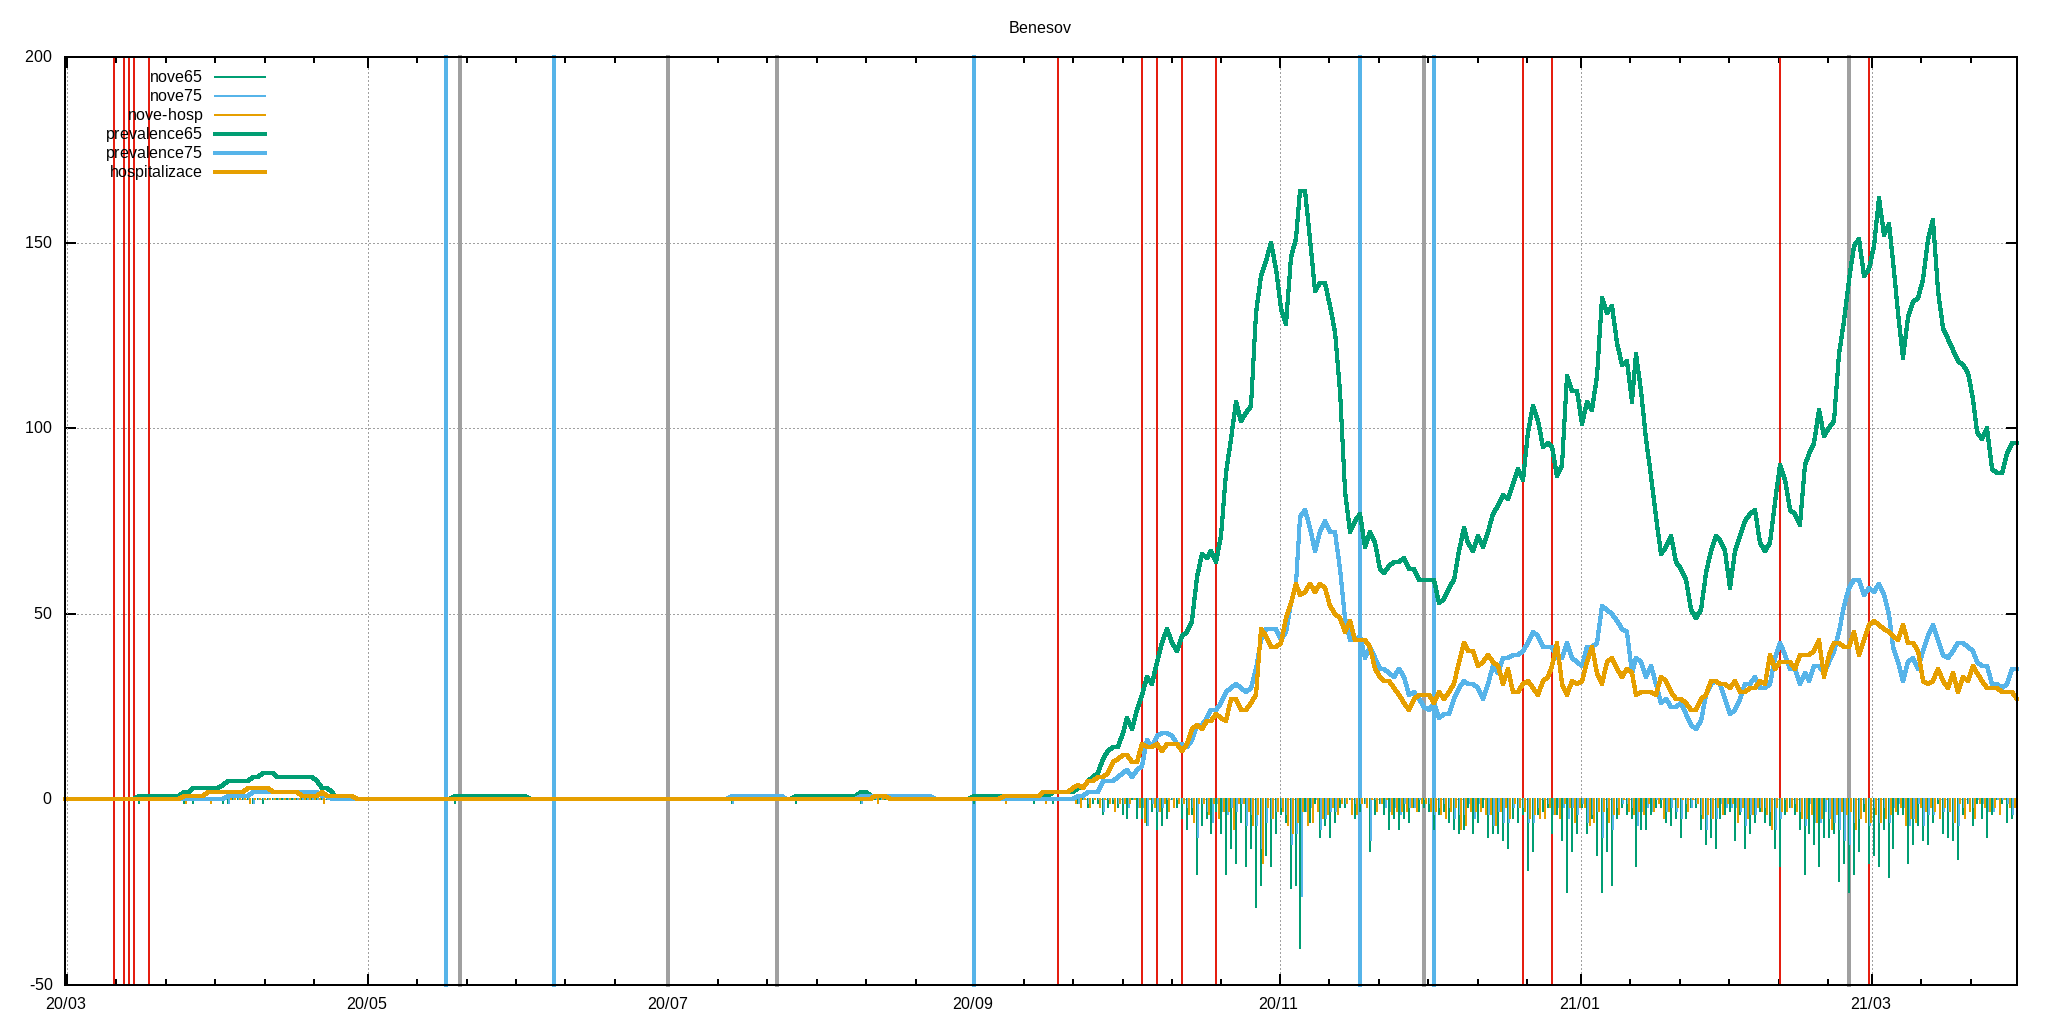 Benesov
200
nove65
nove75
nove-hosp
prevalence65
prevalence75
hospitalizace
150
100
50
0
-50
20/03 20/05 20/07 20/09 20/11 21/01 21/03